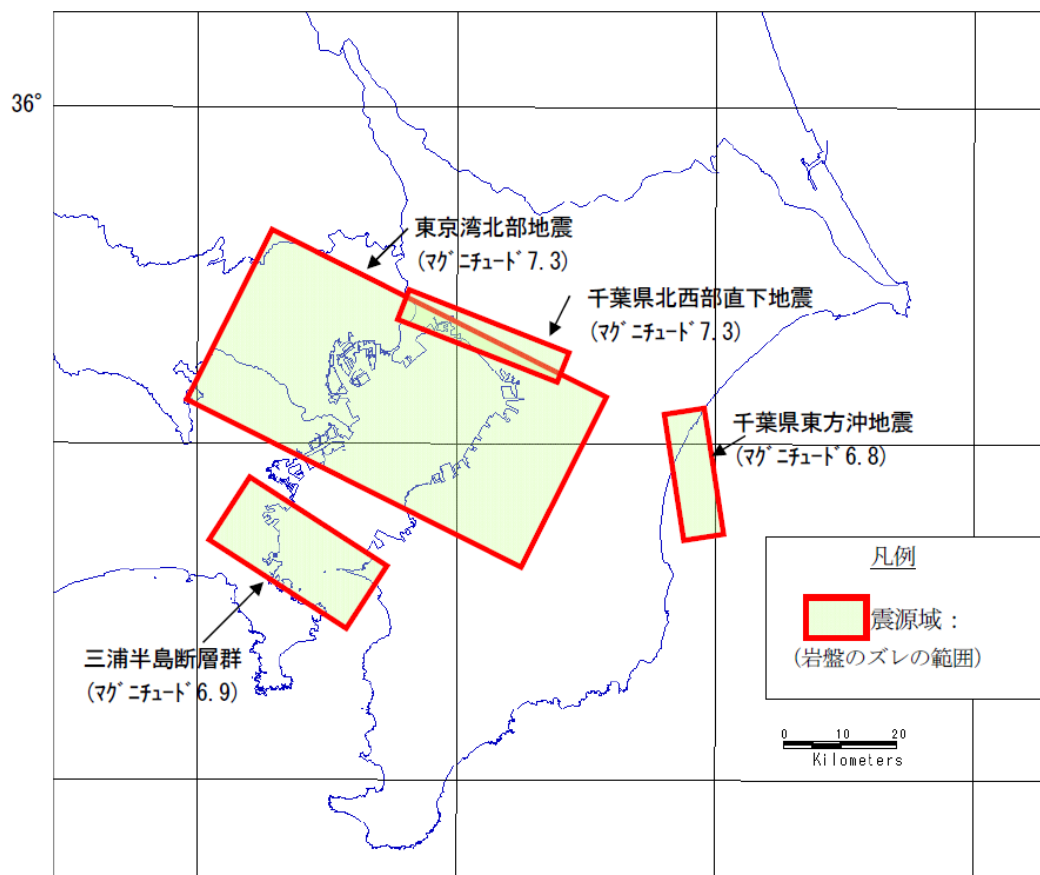 36°
東京湾北部地震
(ﾏｸﾞﾆﾁｭｰﾄﾞ7.3)
千葉県北西部直下地震
(ﾏｸﾞﾆﾁｭｰﾄﾞ7.3)
千葉県東方沖地震
(ﾏｸﾞﾆﾁｭｰﾄﾞ6.8)
三浦半島断層群
(ﾏｸﾞﾆﾁｭｰﾄﾞ6.9)
凡例
震源域：
(岩盤のズレの範囲)
0 10 20
Kilometers